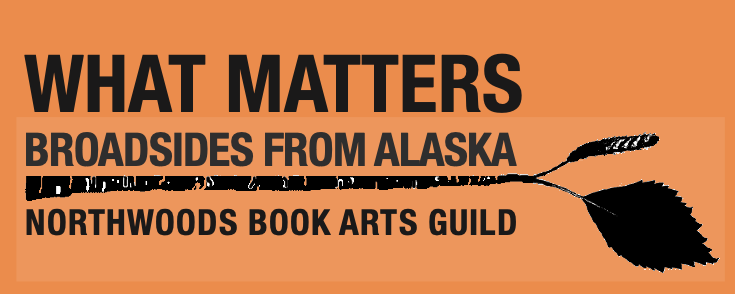 WHAT MATTERS
BROADSIDES FROM ALASKA
NORTHWOODS BOOK ARTS GUILD